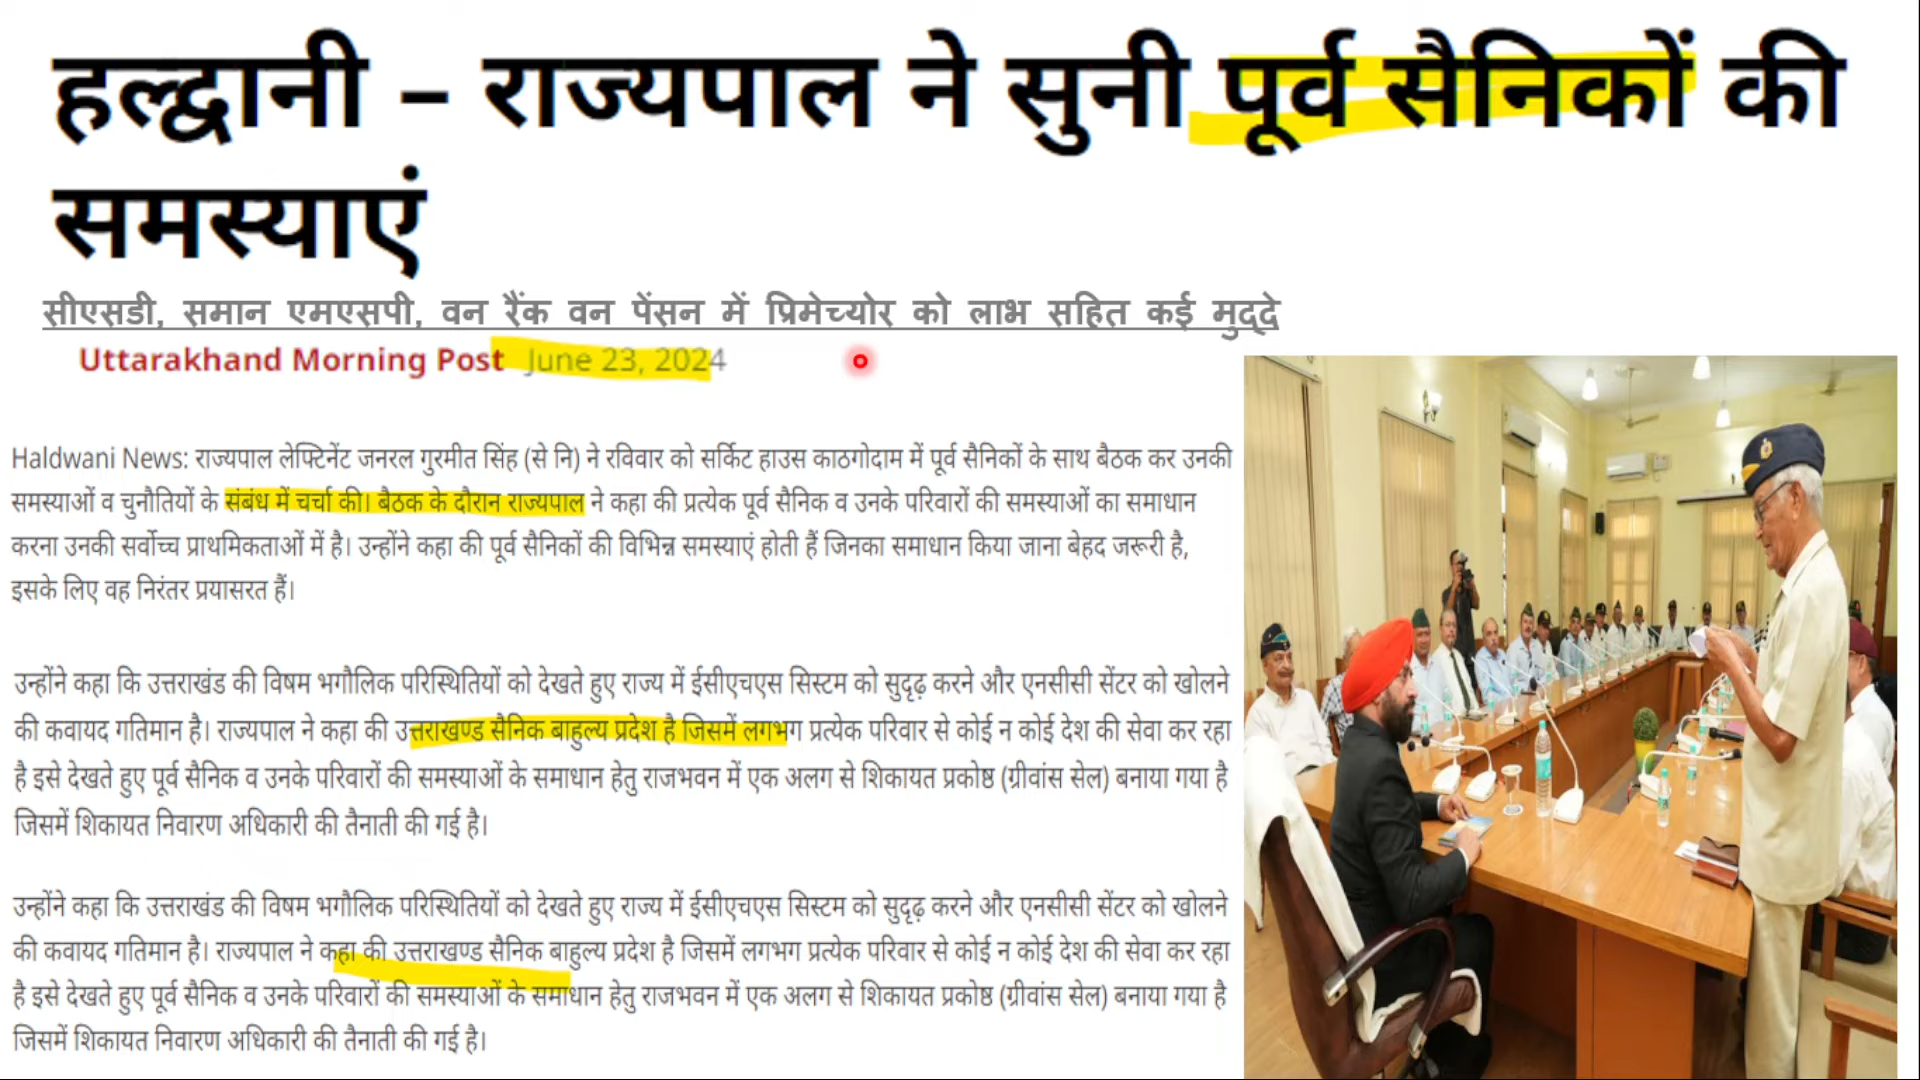 हल्द्वानी – राज्यपाल ने सुनी पूर्व सैनिकों की
समस्याएं
सीएसडी, समान एमएसपी, वन रैंक वन पेंसन में प्रिमेच्योर को लाभ सहित कई मुद्दे
Uttarakhand Morning Post June 23, 2024
Haldwani News: राज्यपाल लेफ्टिनेंट जनरल गुरमीत सिंह (से नि) ने रविवार को सर्किट हाउस काठगोदाम में पूर्व सैनिकों के साथ बैठक कर उनकी
समस्याओं व चुनौतियों के संबंध में चर्चा की। बैठक के दौरान राज्यपाल ने कहा की प्रत्येक पूर्व सैनिक व उनके परिवारों की समस्याओं का समाधान
करना उनकी सर्वोच्च प्राथमिकताओं में है। उन्होंने कहा की पूर्व सैनिकों की विभिन्न समस्याएं होती हैं जिनका समाधान किया जाना बेहद जरूरी है,
इसके लिए वह निरंतर प्रयासरत हैं।
उन्होंने कहा कि उत्तराखंड की विषम भगौलिक परिस्थितियों को देखते हुए राज्य में ईसीएचएस सिस्टम को सुदृढ़ करने और एनसीसी सेंटर को खोलने
की कवायद गतिमान है। राज्यपाल ने कहा की उत्तराखण्ड सैनिक बाहुल्य प्रदेश है जिसमें लगभग प्रत्येक परिवार से कोई न कोई देश की सेवा कर रहा
है इसे देखते हुए पूर्व सैनिक व उनके परिवारों की समस्याओं के समाधान हेतु राजभवन में एक अलग से शिकायत प्रकोष्ठ (ग्रीवांस सेल) बनाया गया है
जिसमें शिकायत निवारण अधिकारी की तैनाती की गई है।
उन्होंने कहा कि उत्तराखंड की विषम भगौलिक परिस्थितियों को देखते हुए राज्य में ईसीएचएस सिस्टम को सुदृढ़ करने और एनसीसी सेंटर को खोलने
की कवायद गतिमान है। राज्यपाल ने कहा की उत्तराखण्ड सैनिक बाहुल्य प्रदेश है जिसमें लगभग प्रत्येक परिवार से कोई न कोई देश की सेवा कर रहा
है इसे देखते हुए पूर्व सैनिक व उनके परिवारों की समस्याओं के समाधान हेतु राजभवन में एक अलग से शिकायत प्रकोष्ठ (ग्रीवांस सेल) बनाया गया है
जिसमें शिकायत निवारण अधिकारी की तैनाती की गई है।